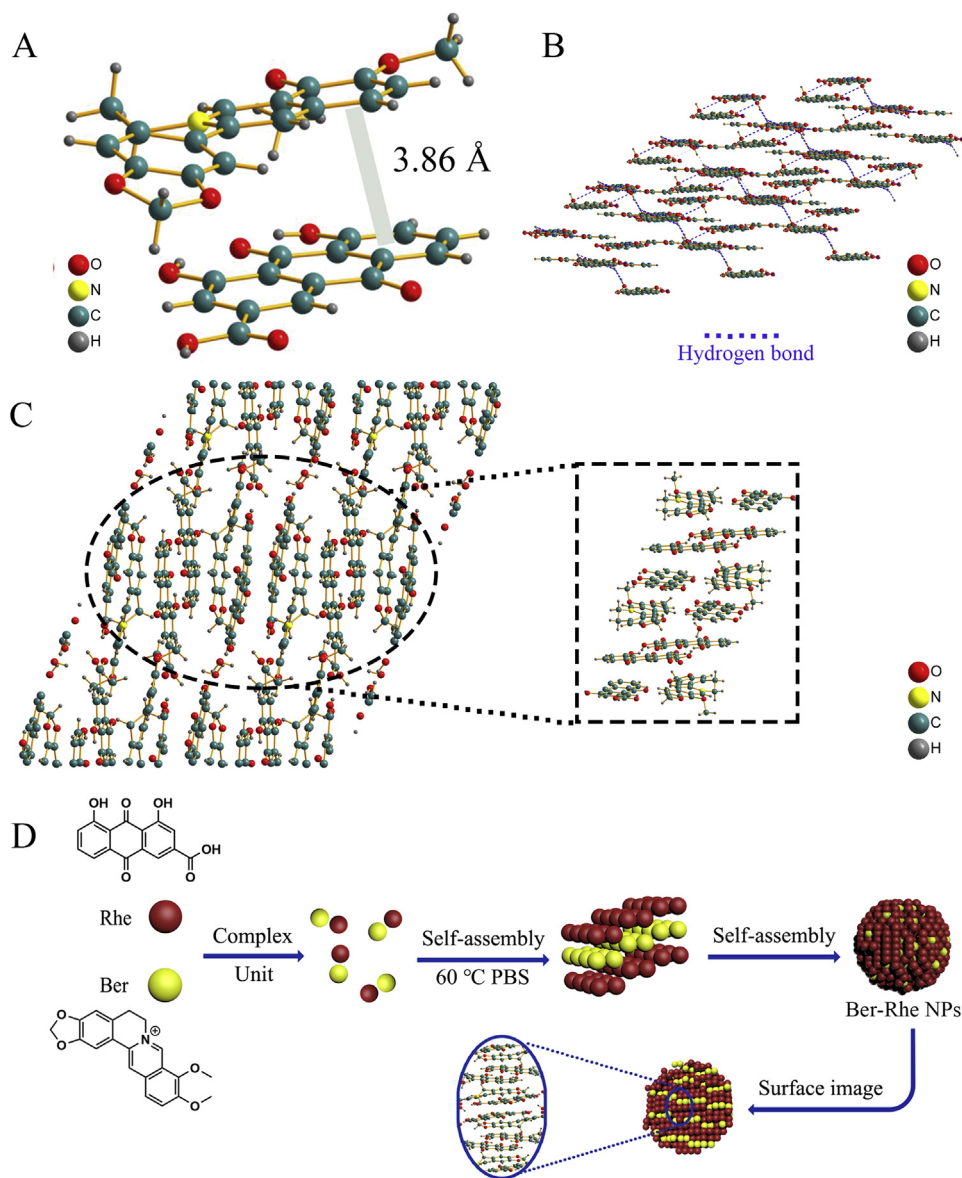 A
3.86 Å
O
N
C
H
B
O
N
C
H
Hydrogen bond
C
O
N
C
H
D
OH O OH
OH
O
O
Rhe
Complex
Unit
Self-assembly
60 °C PBS
Self-assembly
Ber
Ber-Rhe NPs
O
O
N+
O
O
Surface image